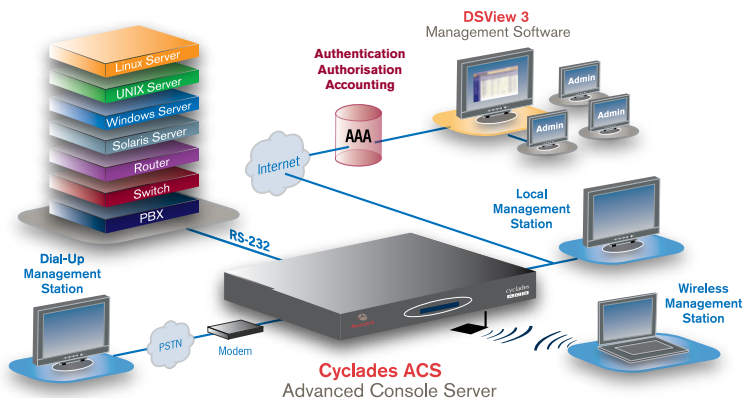 DSView 3
Management Software
Linux Server
UNIX Server
Windows Server
Solaris Server
Router
Switch
PBX
Authentication
Authorisation
Accounting
AAA
Internet
Admin
Admin
Admin
Local
Management
Station
RS-232
Dial-Up
Management
Station
PSTN
Modem
cyclades
Wireless
Management
Station
Cyclades ACS
Advanced Console Server